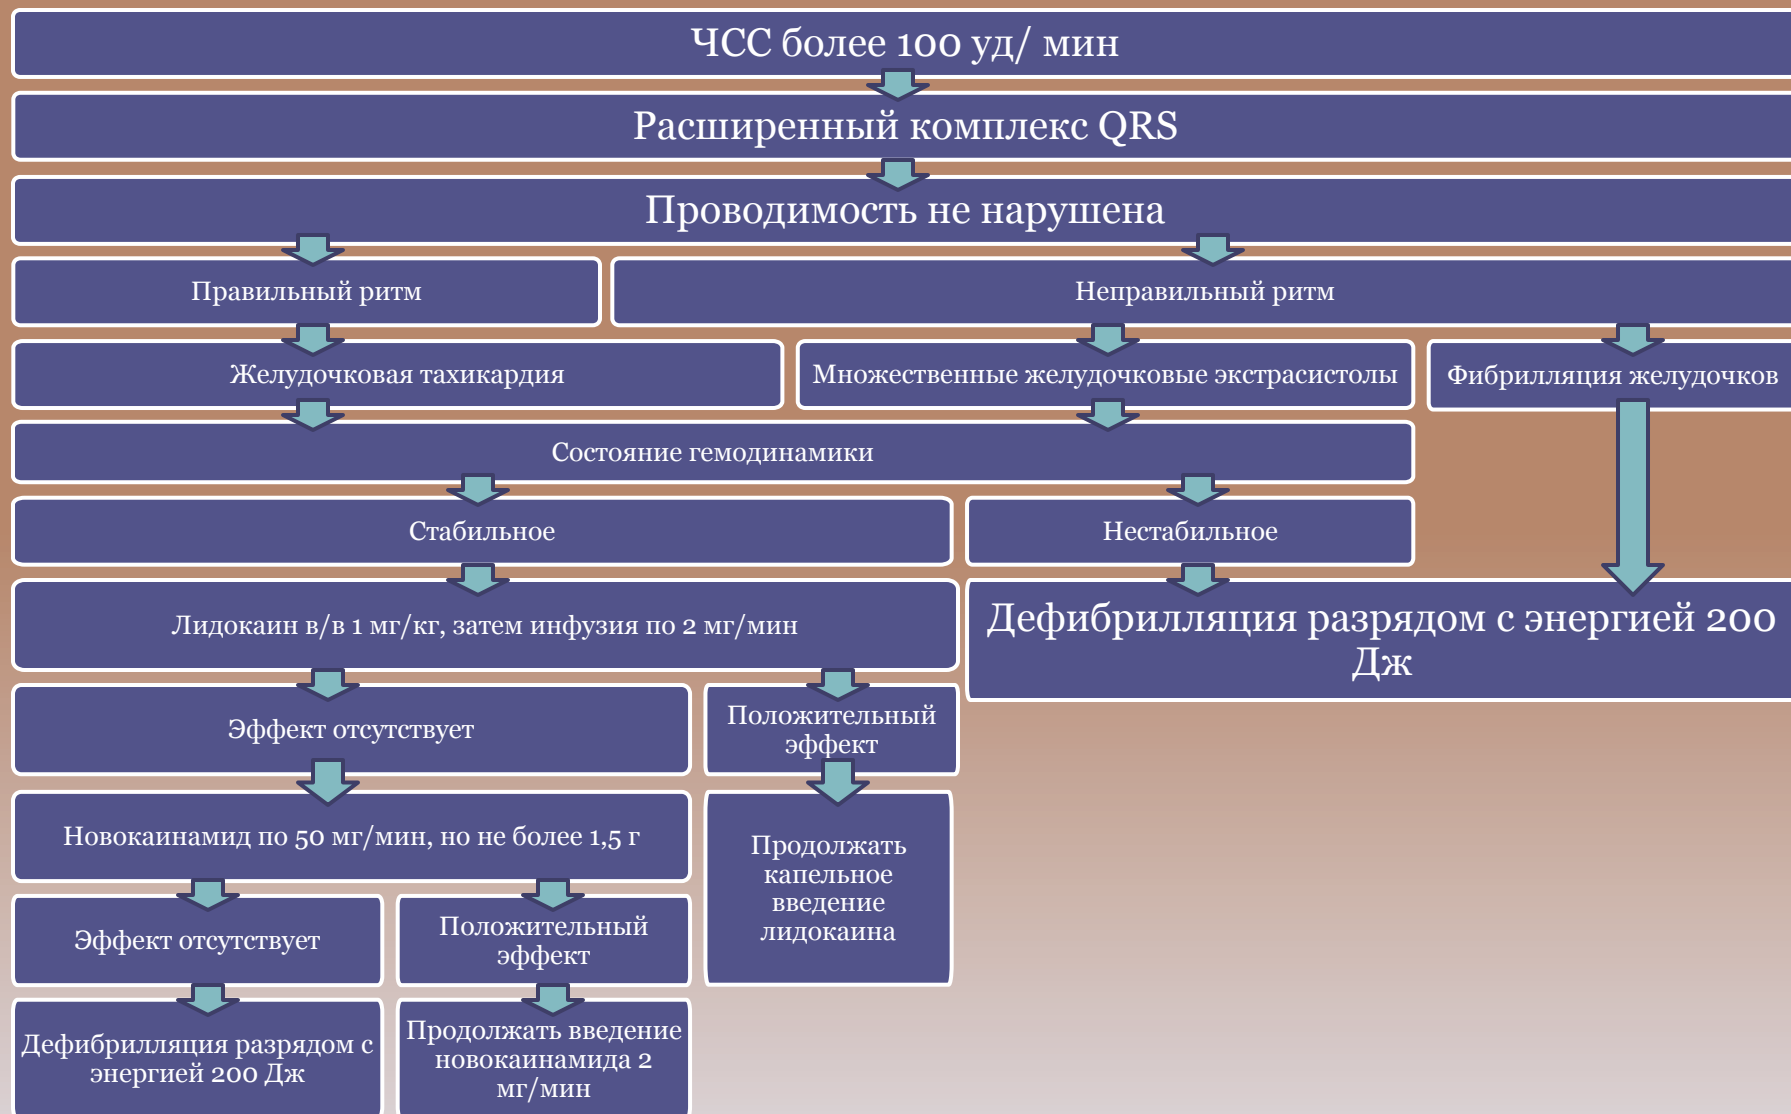 ЧСС более 100 уд/ мин
Расширенный комплекс QRS
Проводимость не нарушена
Правильный ритм
Неправильный ритм
Желудочковая тахикардия
Множественные желудочковые экстрасистолы
Фибрилляция желудочков
Состояние гемодинамики
Стабильное
Нестабильное
Лидокаин в/в 1 мг/кг, затем инфузия по 2 мг/мин
Дефибрилляция разрядом с энергией 200
Дж
Эффект отсутствует
Положительный
эффект
Новокаинамид по 50 мг/мин, но не более 1,5 г
Продолжать
капельное
введение
лидокаина
Эффект отсутствует
Положительный
эффект
Дефибрилляция разрядом с
энергией 200 Дж
Продолжать введение
новокаинамида 2
мг/мин